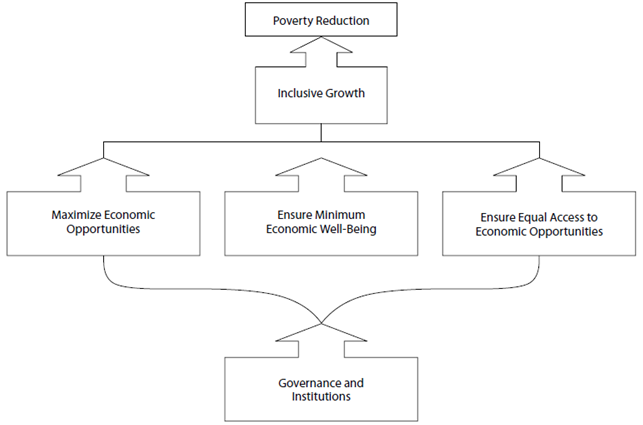 Poverty Reduction
Inclusive Growth
Maximize Economic
Opportunities
Ensure Minimum
Economic Well-Being
Ensure Equal Access to
Economic Opportunities
Governance and
Institutions